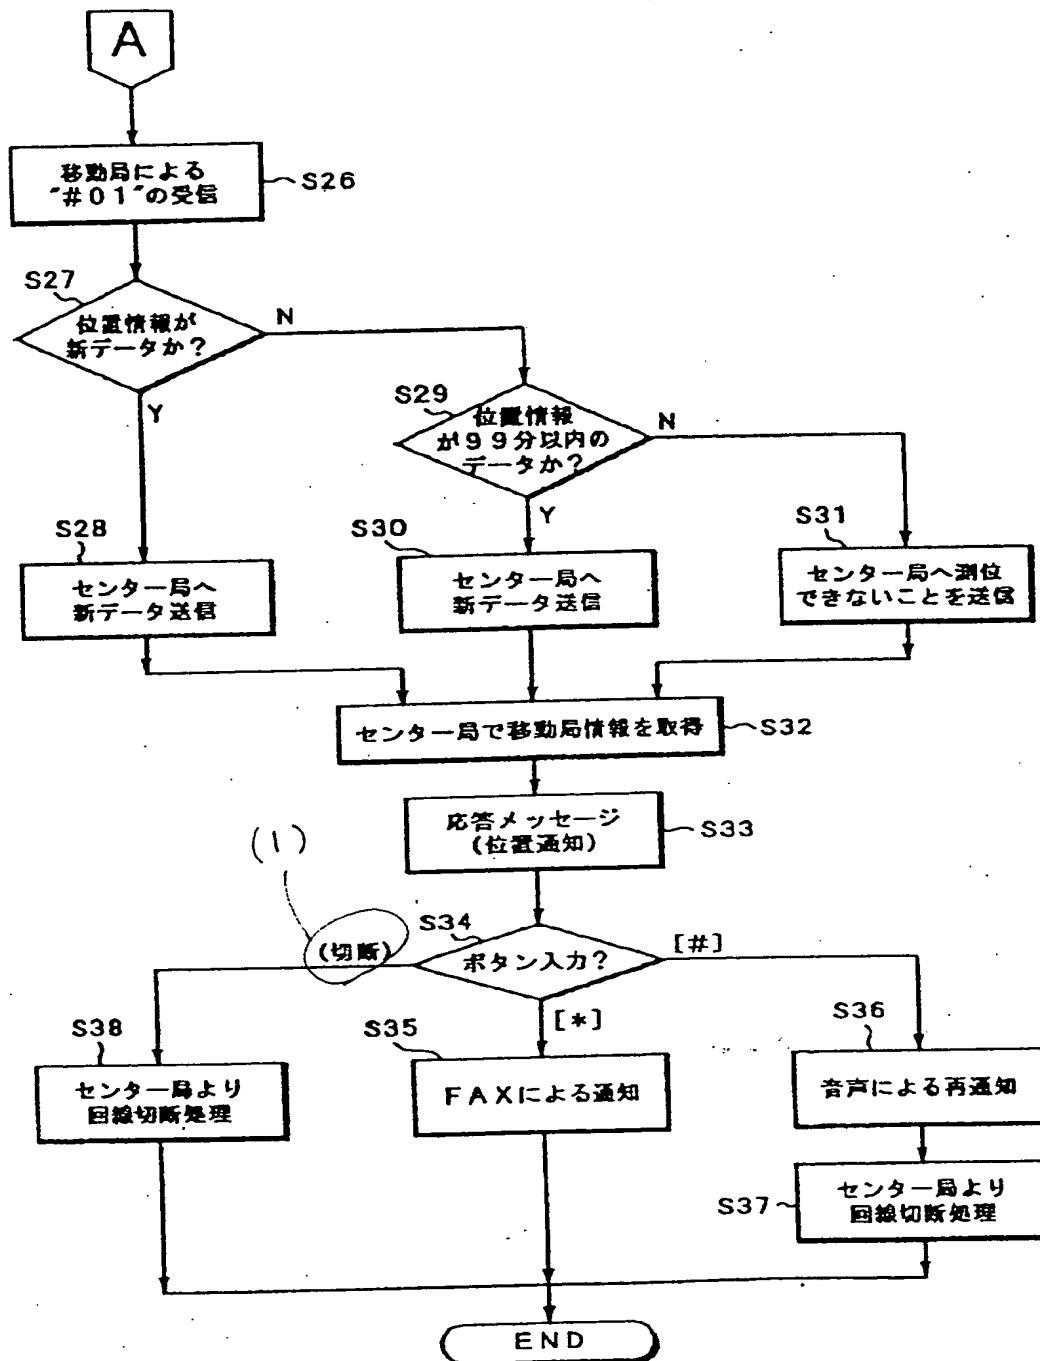 A
移動局による
"#01"の受信
S26
S27
位置情報が
新データか？
N
Y
S29
位置情報
が99分以内の
データか？
N
Y
S28
センター局へ
新データ送信
S30
センター局へ
新データ送信
S31
センター局へ測位
できないことを送信
センター局で移動局情報を取得
S32
応答メッセージ
(位置通知)
S33
(1)
(切断)
S34
ボタン入力？
[#]
[*]
S38
センター局より
回線切断処理
S35
FAXによる通知
S36
音声による再通知
S37
センター局より
回線切断処理
END